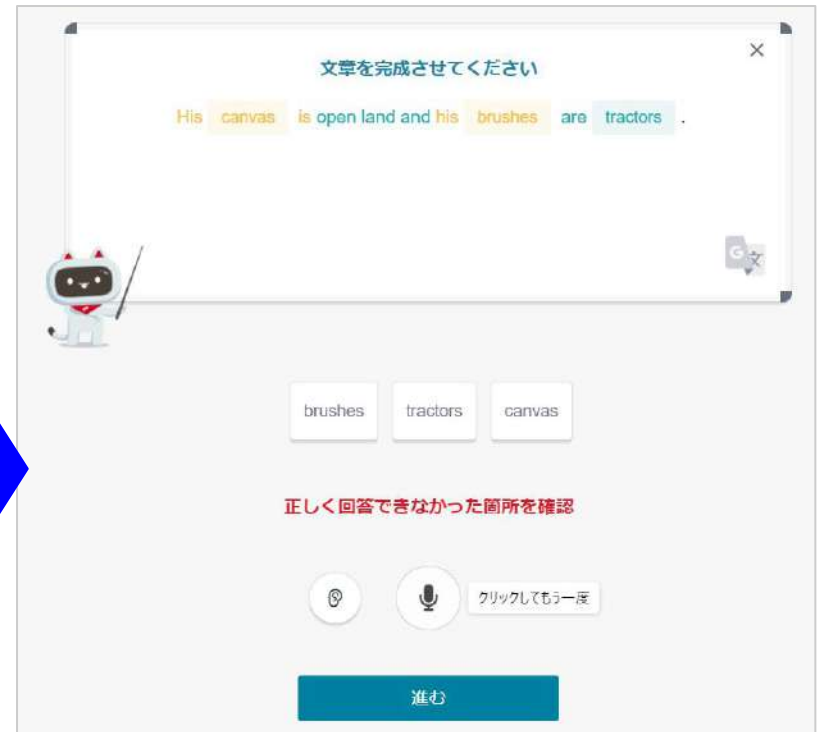 文章を完成させてください
His canvas is open land and his brushes are tractors .
brushes tractors canvas
正しく回答できなかった箇所を確認
クリックしてもう一度
進む